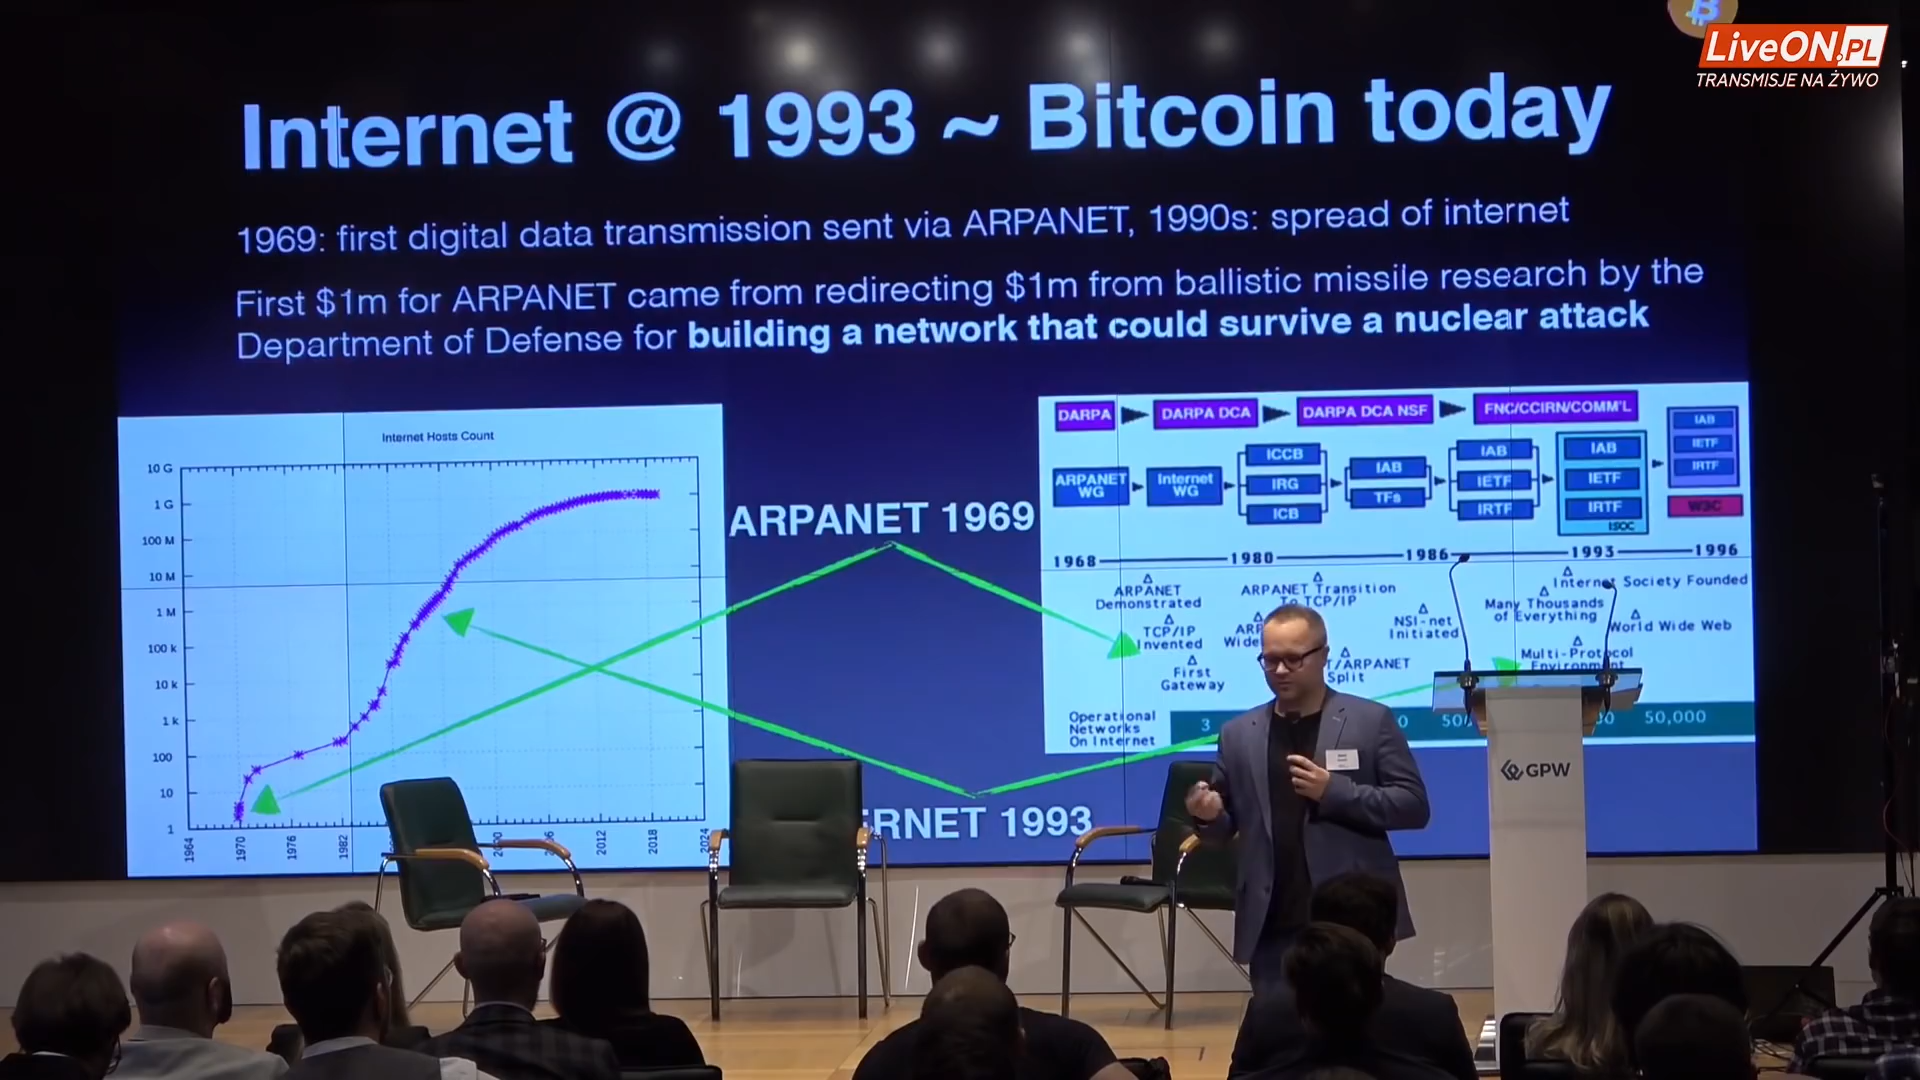 LiveON.PL
TRANSMISJE NA ŻYWO
Internet @ 1993 ~ Bitcoin today
1969: first digital data transmission sent via ARPANET, 1990s: spread of internet
First $1m for ARPANET came from redirecting $1m from ballistic missile research by the
Department of Defense for building a network that could survive a nuclear attack
Internet Hosts Count
10 G
1 G
100 M
10 M
1 M
100 k
10 k
1 k
100
10
1
1964
1970
1976
1982
2012
2018
2024
ARPANET 1969
ERNET 1993
DARPA
DARPA DCA
DARPA DCA NSF
FNC/CCIRN/COMM'L
ARPANET
WG
Internet
WG
ICCB
IRG
ICB
IAB
TFs
IAB
IETF
IRTF
IAB
IETF
IRTF
ISOC
IAB
IETF
IRTF
W3C
1968
1980
1986
1993
1996
ARPANET
Demonstrated
TCP/IP
Invented
First
Gateway
ARPANET Transition
To TCP/IP
ARP
Wide
T/ARPANET
Split
NSI-net
Initiated
Internet Society Founded
Many Thousands
of Everything
World Wide Web
Multi-Protocol
Environment
Operational
Networks
On Internet
3
50,000
GPW